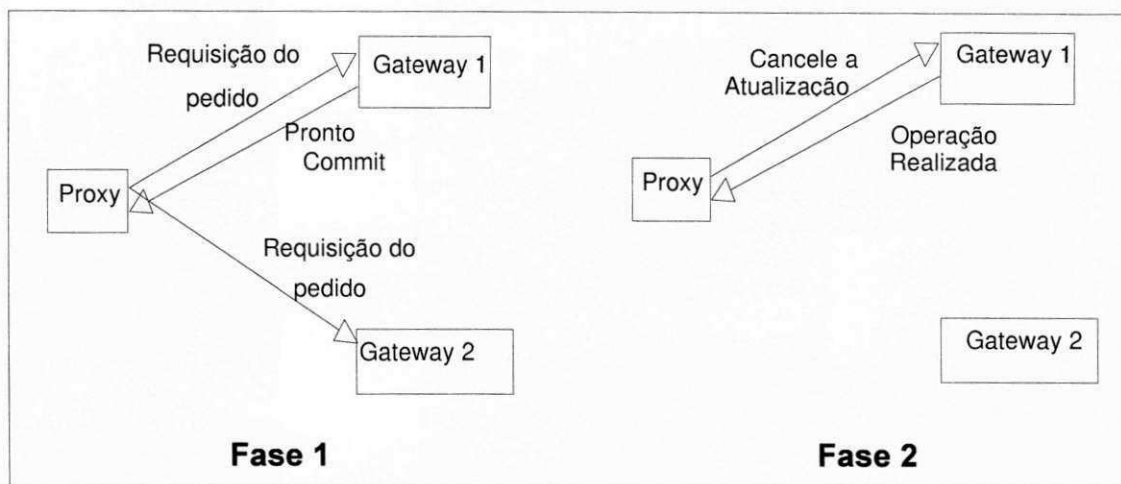 Requisição do
pedido
Gateway 1
Pronto
Commit
Proxy
Requisição do
pedido
Gateway 2
Fase 1
Cancele a
Atualização
Gateway 1
Operação
Realizada
Proxy
Gateway 2
Fase 2